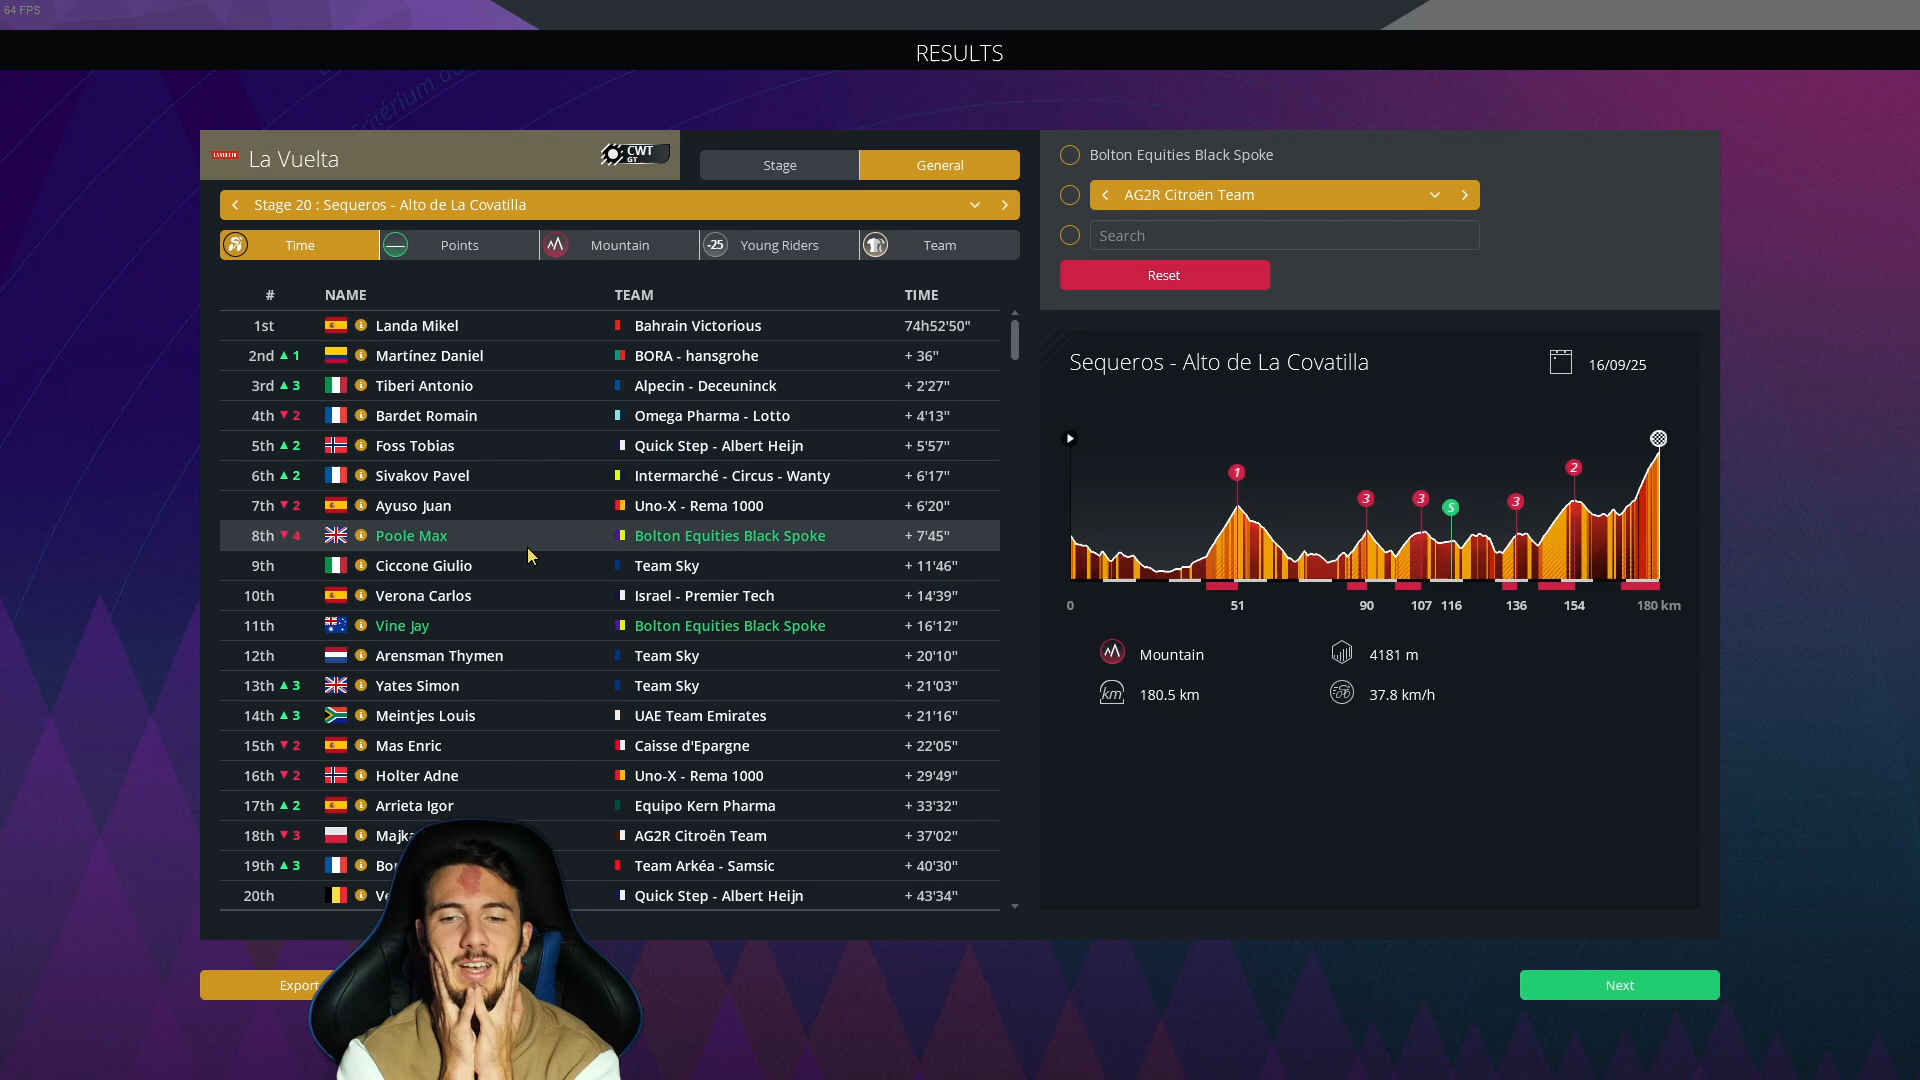 64 FPS
RESULTS
La Vuelta
CWT
GT
Stage
General
Bolton Equities Black Spoke
AG2R Citroën Team
Search
Reset
Stage 20 : Sequeros - Alto de La Covatilla
Time
Points
Mountain
-25
Young Riders
Team
# NAME TEAM TIME
1st Landa Mikel Bahrain Victorious 74h52'50"
2nd ▲ 1 Martínez Daniel BORA - hansgrohe + 36"
3rd ▲ 3 Tiberi Antonio Alpecin - Deceuninck + 2'27"
4th ▼ 2 Bardet Romain Omega Pharma - Lotto + 4'13"
5th ▲ 2 Foss Tobias Quick Step - Albert Heijn + 5'57"
6th ▲ 2 Sivakov Pavel Intermarché - Circus - Wanty + 6'17"
7th ▼ 2 Ayuso Juan Uno-X - Rema 1000 + 6'20"
8th ▼ 4 Poole Max Bolton Equities Black Spoke + 7'45"
9th Ciccone Giulio Team Sky + 11'46"
10th Verona Carlos Israel - Premier Tech + 14'39"
11th Vine Jay Bolton Equities Black Spoke + 16'12"
12th Arensman Thymen Team Sky + 20'10"
13th ▲ 3 Yates Simon Team Sky + 21'03"
14th ▲ 3 Meintjes Louis UAE Team Emirates + 21'16"
15th ▼ 2 Mas Enric Caisse d'Epargne + 22'05"
16th ▼ 2 Holter Adne Uno-X - Rema 1000 + 29'49"
17th ▲ 2 Arrieta Igor Equipo Kern Pharma + 33'32"
18th ▼ 3 Majka AG2R Citroën Team + 37'02"
19th ▲ 3 Team Arkéa - Samsic + 40'30"
20th Quick Step - Albert Heijn + 43'34"
Sequeros - Alto de La Covatilla
16/09/25
1 3 3 S 3 2
0 51 90 107 116 136 154 180 km
Mountain
4181 m
km
180.5 km
37.8 km/h
Export
Next